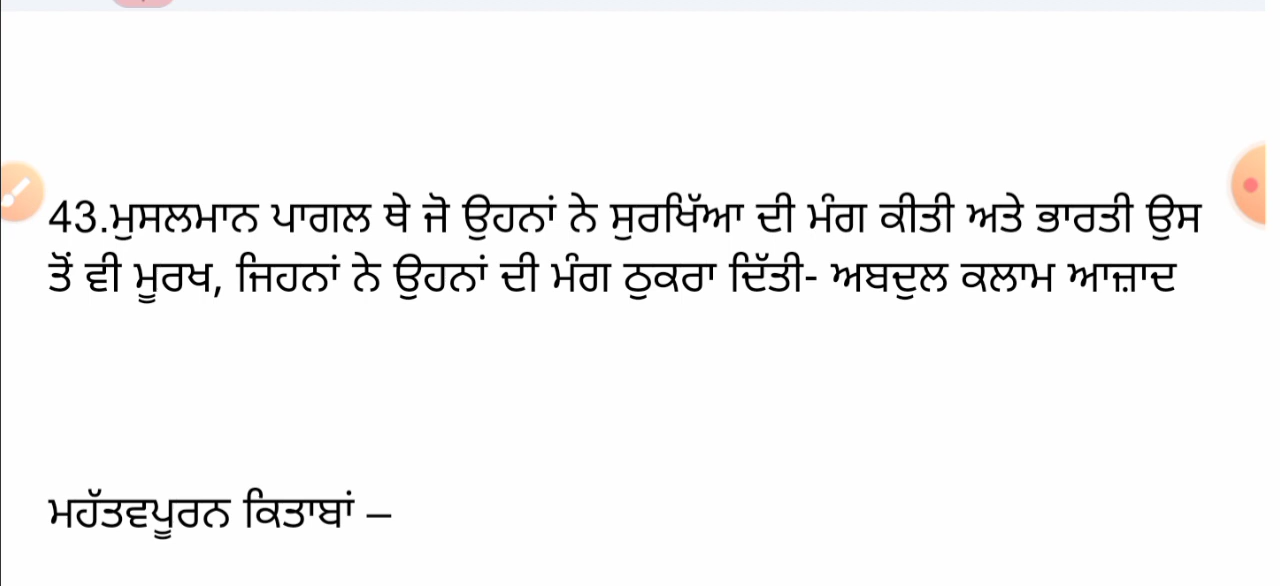 43.ਮੁਸਲਮਾਨ ਪਾਗਲ ਥੇ ਜੋ ਉਹਨਾਂ ਨੇ ਸੁਰਖਿੱਆ ਦੀ ਮੰਗ ਕੀਤੀ ਅਤੇ ਭਾਰਤੀ ਉਸ
ਤੋਂ ਵੀ ਮੂਰਖ, ਜਿਹਨਾਂ ਨੇ ਉਹਨਾਂ ਦੀ ਮੰਗ ਠੁਕਰਾ ਦਿੱਤੀ- ਅਬਦੁਲ ਕਲਾਮ ਆਜ਼ਾਦ
ਮਹੱਤਵਪੂਰਨ ਕਿਤਾਬਾਂ –